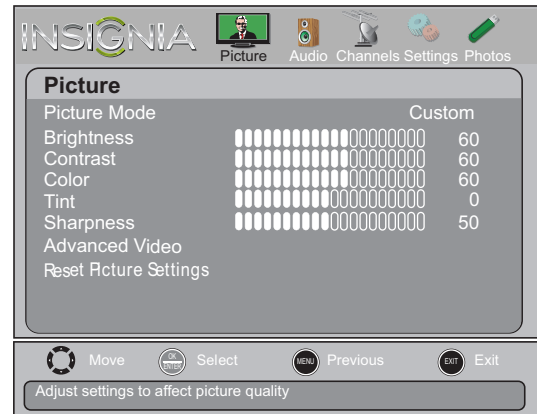 INSIGNIA
Picture Audio Channels Settings Photos
Picture
Picture Mode Custom
Brightness 60
Contrast 60
Color 60
Tint 0
Sharpness 50
Advanced Video
Reset Picture Settings
Move OK ENTER Select MENU Previous EXIT Exit
Adjust settings to affect picture quality